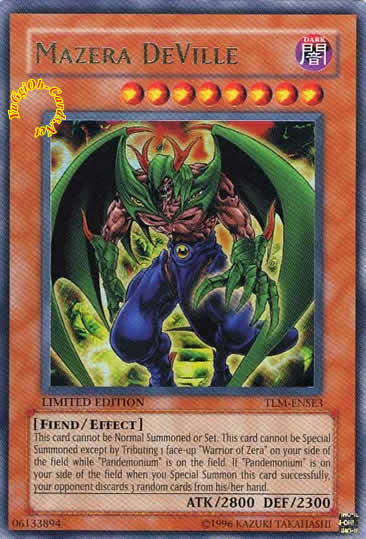 MAZERA DEVILLE
DARK
闇
YuGiOh-Cards.Net
LIMITED EDITION TLM-ENSE3
[FIEND/EFFECT]
This card cannot be Normal Summoned or Set. This card cannot be Special
Summoned except by Tributing 1 face-up "Warrior of Zera" on your side of
the field while "Pandemonium" is on the field. If "Pandemonium" is on
your side of the field when you Special Summon this card successfully,
your opponent discards 3 random cards from his/her hand.
ATK/2800 DEF/2300
06133894 ©1996 KAZUKI TAKAHASHI